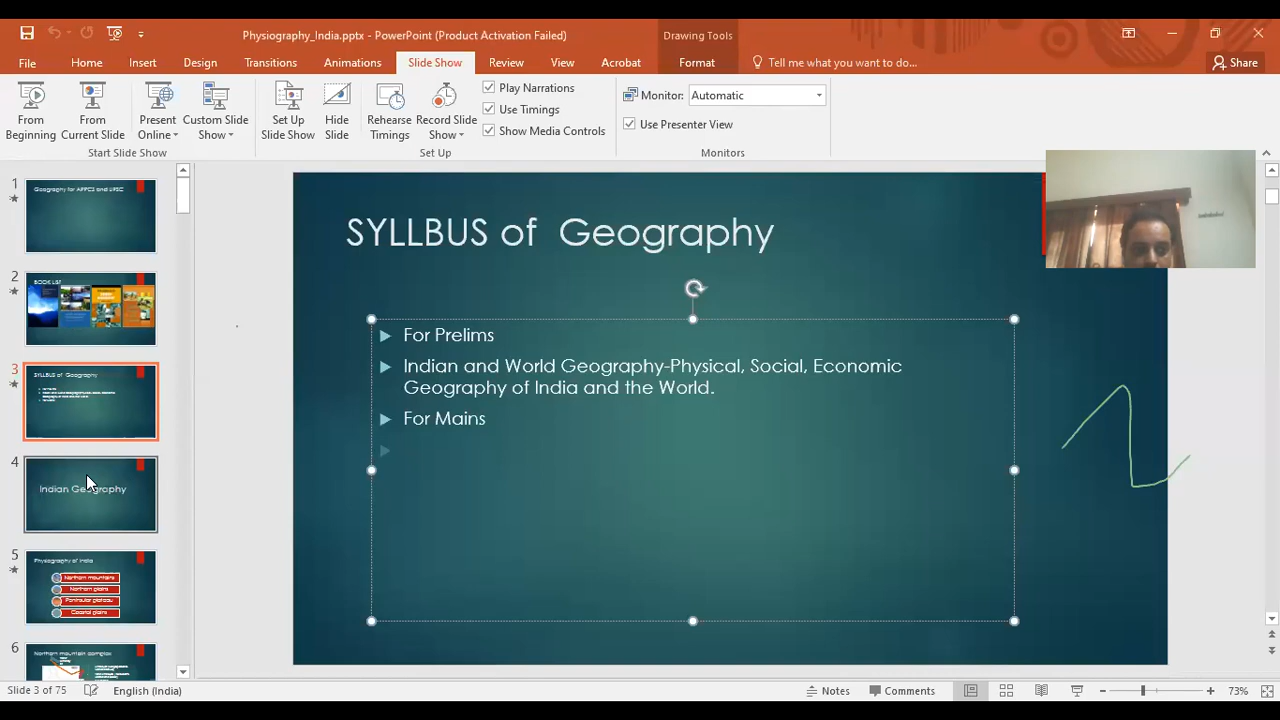 Physiography_India.pptx - PowerPoint (Product Activation Failed)
Drawing Tools
File
Home
Insert
Design
Transitions
Animations
Slide Show
Review
View
Acrobat
Format
Tell me what you want to do...
Share
From Beginning
From Current Slide
Present Online
Custom Slide Show
Set Up Slide Show
Hide Slide
Rehearse Timings
Record Slide Show
Play Narrations
Use Timings
Show Media Controls
Monitor:
Automatic
Use Presenter View
Start Slide Show
Set Up
Monitors
1
Geography for APPCS and UPSC
2
BOOK LIST
3
SYLLBUS of Geography
4
Indian Geography
5
Physiography of India
Northern mountains
Northern plains
Peninsular plateau
Coastal plains
6
Northern mountain complex
SYLLBUS of Geography
For Prelims
Indian and World Geography-Physical, Social, Economic
Geography of India and the World.
For Mains
Slide 3 of 75
English (India)
Notes
Comments
73%